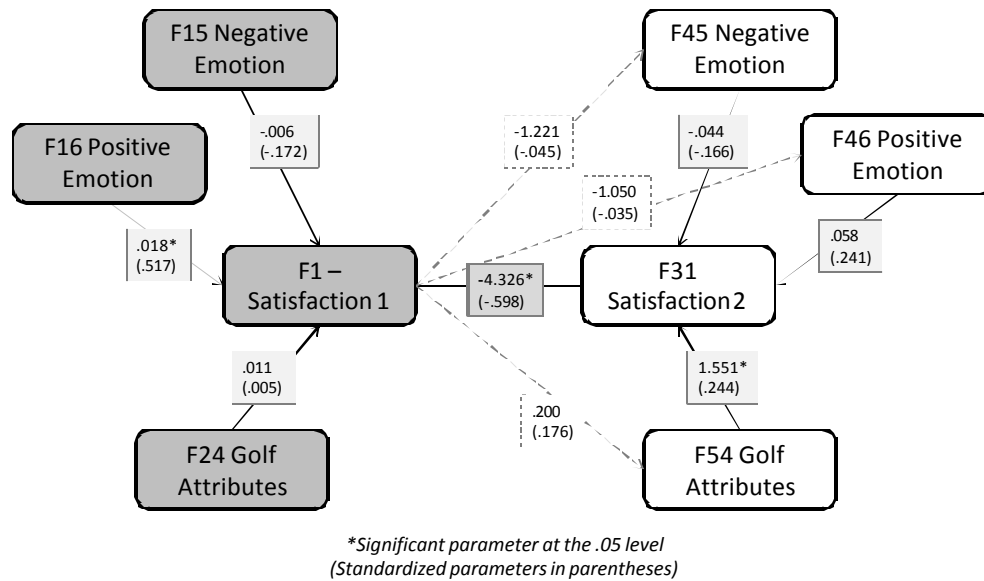 F15 Negative
Emotion
F45 Negative
Emotion
F16 Positive
Emotion
-.006
(-.172)
-1.221
(-.045)
-.044
(-.166)
F46 Positive
Emotion
-1.050
(-.035)
.018*
(.517)
.058
(.241)
F1 –
Satisfaction 1
-4.326*
(-.598)
F31
Satisfaction 2
.011
(.005)
1.551*
(.244)
.200
(.176)
F24 Golf
Attributes
F54 Golf
Attributes
*Significant parameter at the .05 level
(Standardized parameters in parentheses)